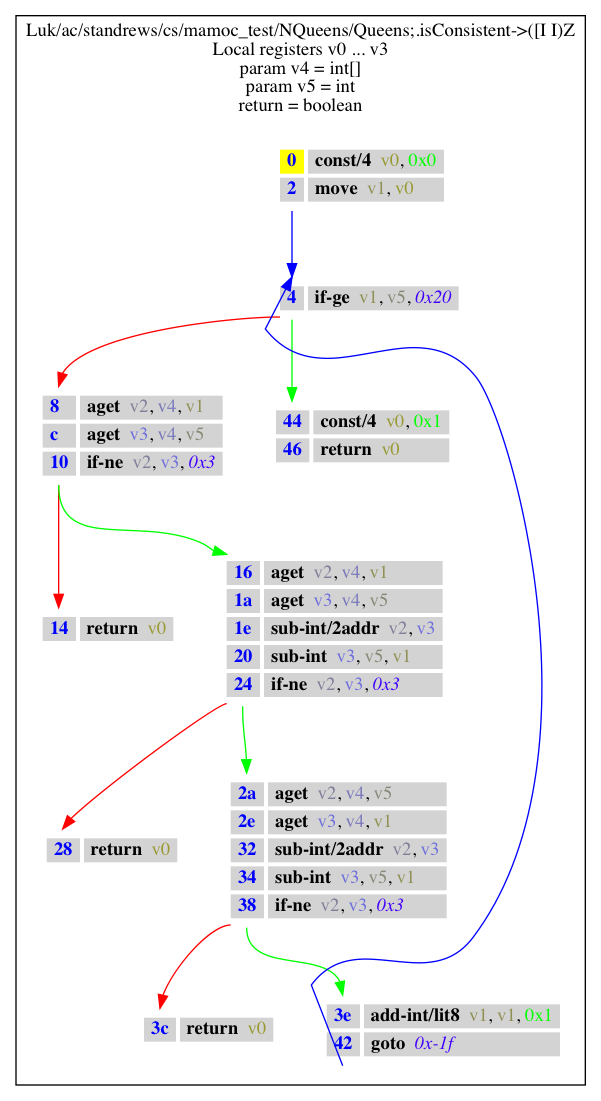 Luk/ac/standrews/cs/mamoc_test/NQueens/Queens;.isConsistent->([I I)Z
Local registers v0 ... v3
param v4 = int[]
param v5 = int
return = boolean
0 const/4 v0, 0x0
2 move v1, v0
4 if-ge v1, v5, 0x20
8 aget v2, v4, v1
c aget v3, v4, v5
10 if-ne v2, v3, 0x3
44 const/4 v0, 0x1
46 return v0
14 return v0
16 aget v2, v4, v1
1a aget v3, v4, v5
1e sub-int/2addr v2, v3
20 sub-int v3, v5, v1
24 if-ne v2, v3, 0x3
28 return v0
2a aget v2, v4, v5
2e aget v3, v4, v1
32 sub-int/2addr v2, v3
34 sub-int v3, v5, v1
38 if-ne v2, v3, 0x3
3c return v0
3e add-int/lit8 v1, v1, 0x1
42 goto 0x-1f